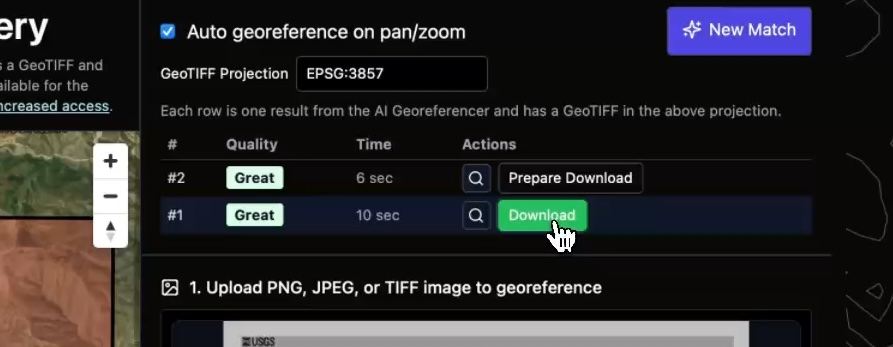 ery
s a GeoTIFF and
ailable for the
ncreased access.
Auto georeference on pan/zoom
New Match
GeoTIFF Projection EPSG:3857
Each row is one result from the AI Georeferencer and has a GeoTIFF in the above projection.
# Quality Time Actions
#2 Great 6 sec Prepare Download
#1 Great 10 sec Download
1. Upload PNG, JPEG, or TIFF image to georeference
USGS